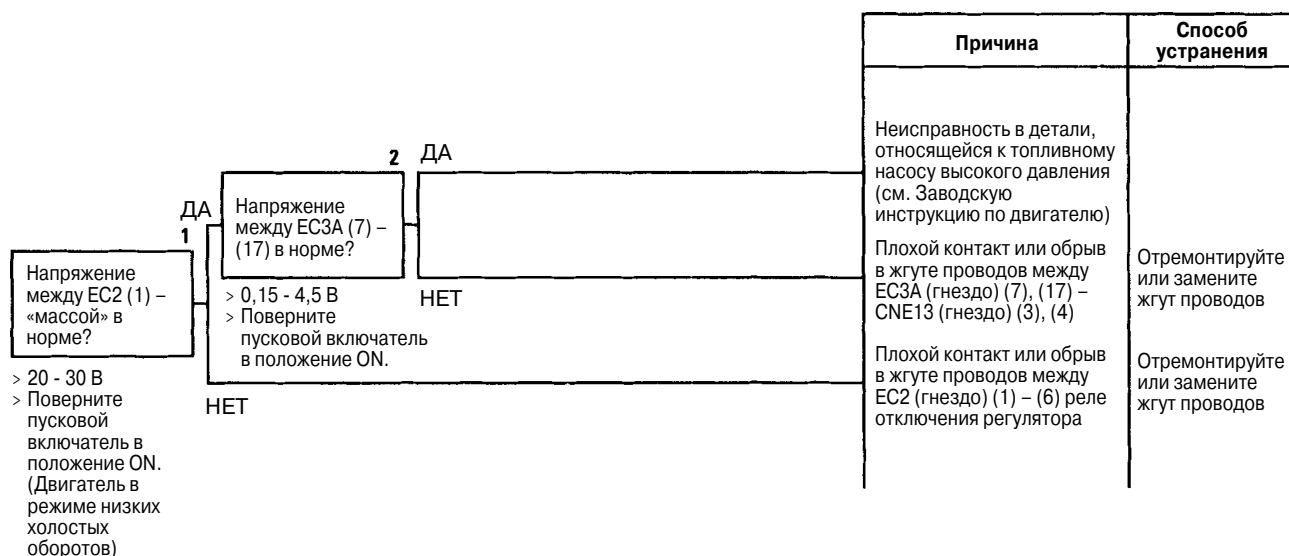 Причина
Способ
устранения
Неисправность в детали,
относящейся к топливному
насосу высокого давления
(см. Заводскую
инструкцию по двигателю)
2 ДА
ДА
1
Напряжение
между EC3A (7) –
(17) в норме?
Плохой контакт или обрыв
в жгуте проводов между
EC3A (гнездо) (7), (17) –
CNE13 (гнездо) (3), (4)
Отремонтируйте
или замените
жгут проводов
Напряжение
между EC2 (1) –
«массой» в
норме?
НЕТ
> 0,15 - 4,5 В
> Поверните
пусковой включатель
в положение ON.
Плохой контакт или обрыв
в жгуте проводов между
EC2 (гнездо) (1) – (6) реле
отключения регулятора
Отремонтируйте
или замените
жгут проводов
НЕТ
> 20 - 30 В
> Поверните
пусковой
включатель в
положение ON.
(Двигатель в
режиме низких
холостых
оборотов)